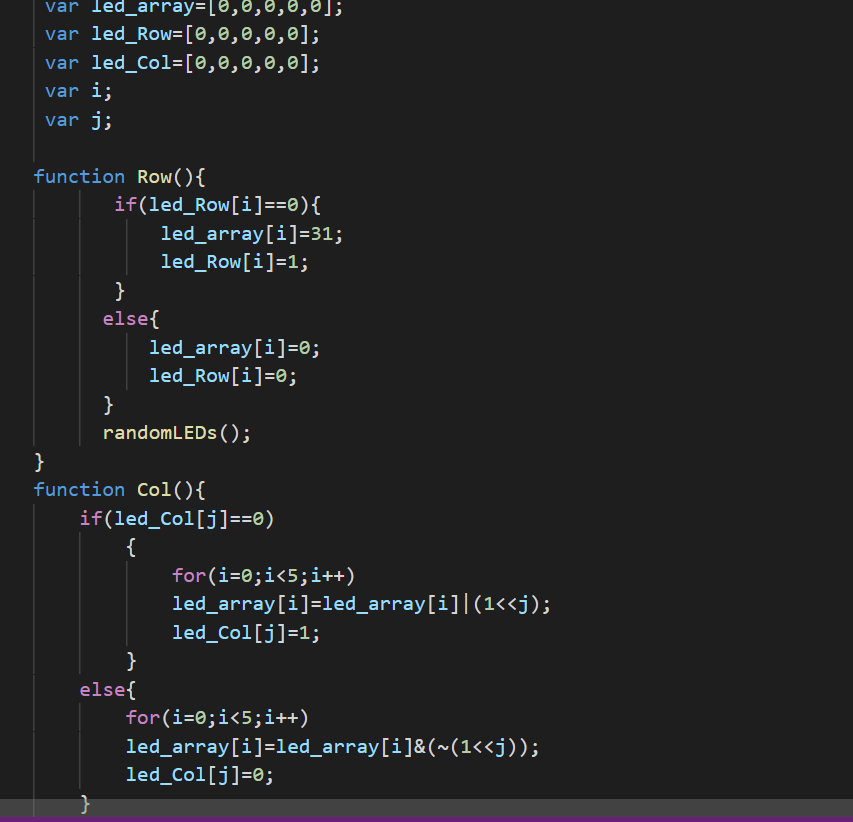 var led_array=[0,0,0,0,0];
var led_Row=[0,0,0,0,0];
var led_Col=[0,0,0,0,0];
var i;
var j;
function Row(){
if(led_Row[i]==0){
led_array[i]=31;
led_Row[i]=1;
}
else{
led_array[i]=0;
led_Row[i]=0;
}
randomLEDs();
}
function Col(){
if(led_Col[j]==0)
{
for(i=0;i<5;i++)
led_array[i]=led_array[i]|(1<<j);
led_Col[j]=1;
}
else{
for(i=0;i<5;i++)
led_array[i]=led_array[i]&(~(1<<j));
led_Col[j]=0;
}